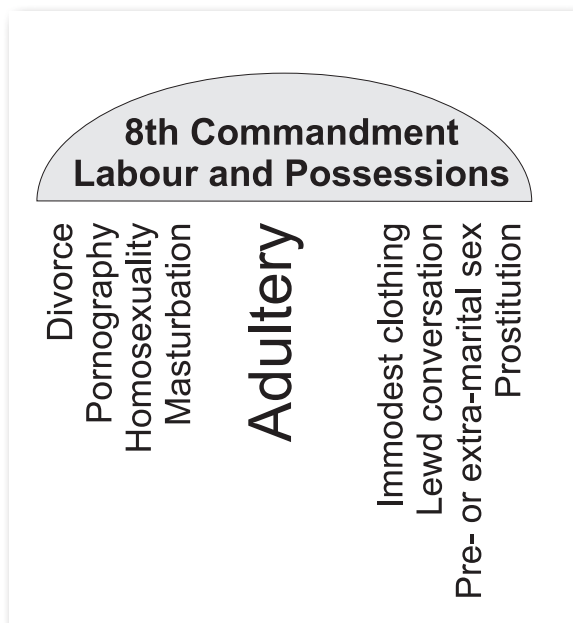 8th Commandment
Labour and Possessions
Divorce
Pornography
Homosexuality
Masturbation
Adultery
Immodest clothing
Lewd conversation
Pre- or extra-marital sex
Prostitution